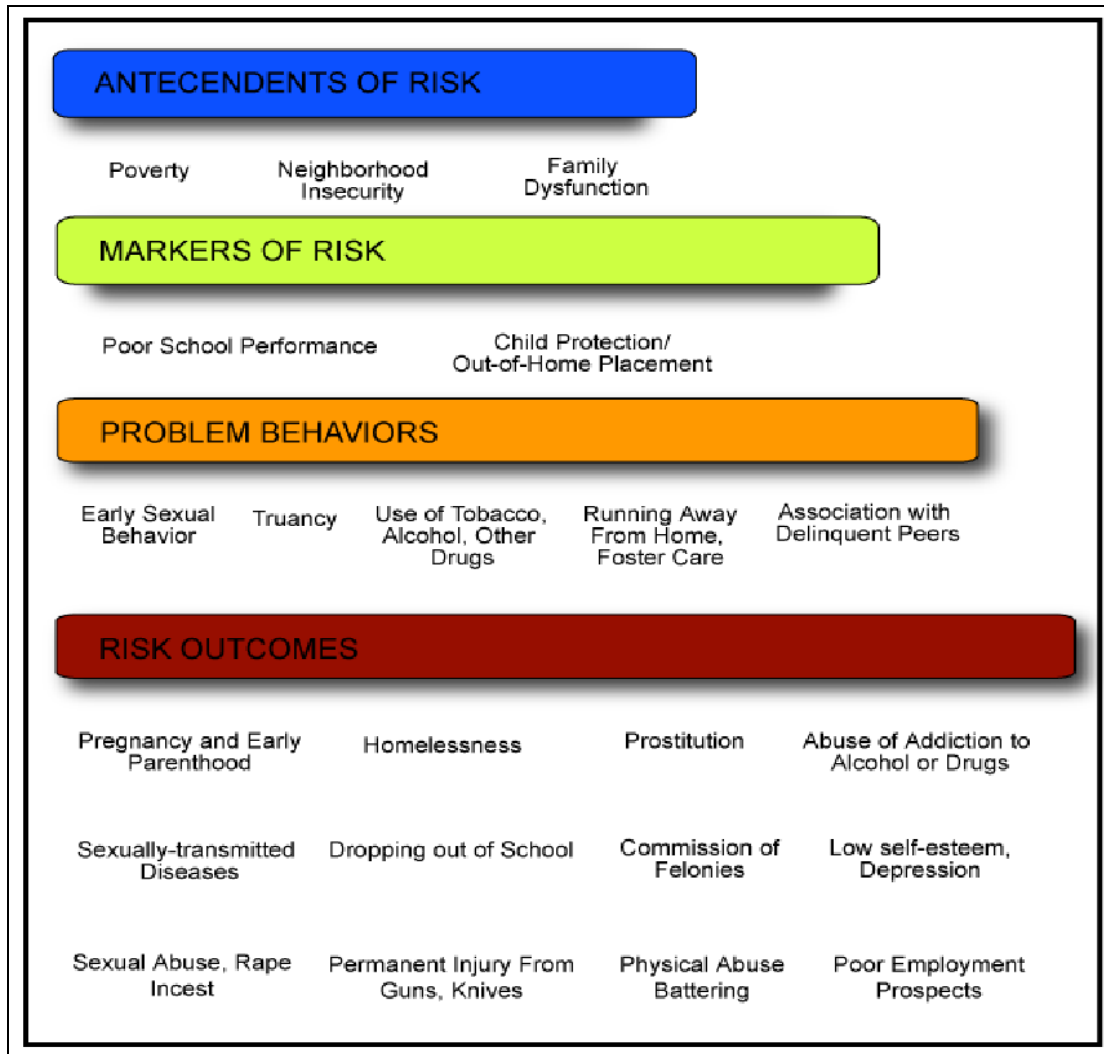 ANTECENDENTS OF RISK
Poverty
Neighborhood
Insecurity
Family
Dysfunction
MARKERS OF RISK
Poor School Performance
Child Protection/
Out-of-Home Placement
PROBLEM BEHAVIORS
Early Sexual
Behavior
Truancy
Use of Tobacco,
Alcohol, Other
Drugs
Running Away
From Home,
Foster Care
Association with
Delinquent Peers
RISK OUTCOMES
Pregnancy and Early
Parenthood
Homelessness
Prostitution
Abuse of Addiction to
Alcohol or Drugs
Sexually-transmitted
Diseases
Dropping out of School
Commission of
Felonies
Low self-esteem,
Depression
Sexual Abuse, Rape
Incest
Permanent Injury From
Guns, Knives
Physical Abuse
Battering
Poor Employment
Prospects